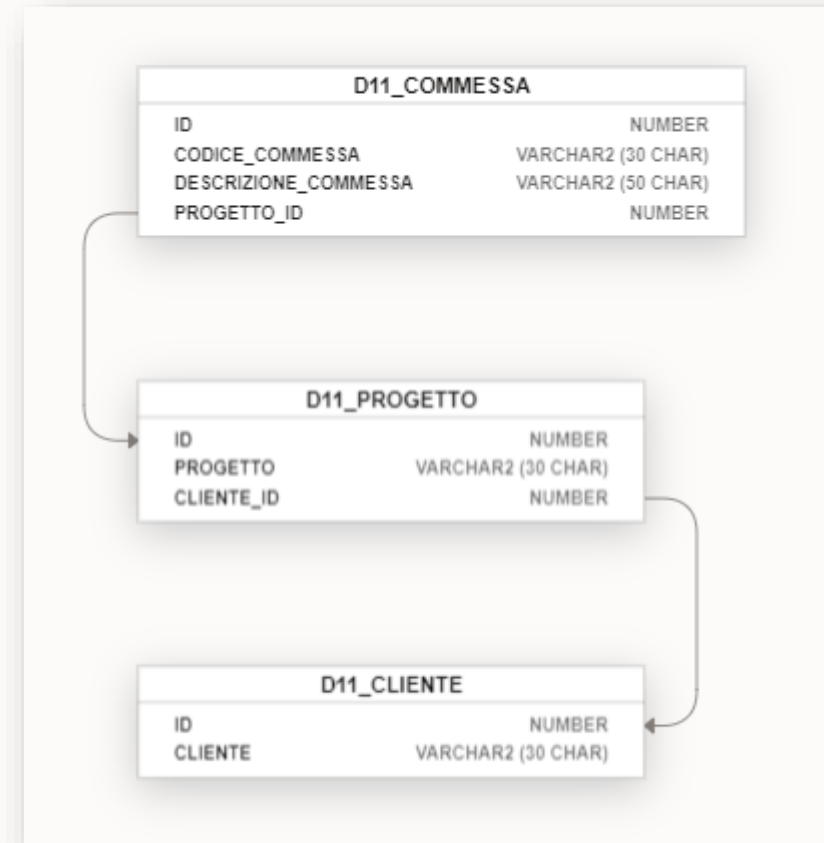 D11_COMMESSA
ID NUMBER
CODICE_COMMESSA VARCHAR2 (30 CHAR)
DESCRIZIONE_COMMESSA VARCHAR2 (50 CHAR)
PROGETTO_ID NUMBER
D11_PROGETTO
ID NUMBER
PROGETTO VARCHAR2 (30 CHAR)
CLIENTE_ID NUMBER
D11_CLIENTE
ID NUMBER
CLIENTE VARCHAR2 (30 CHAR)